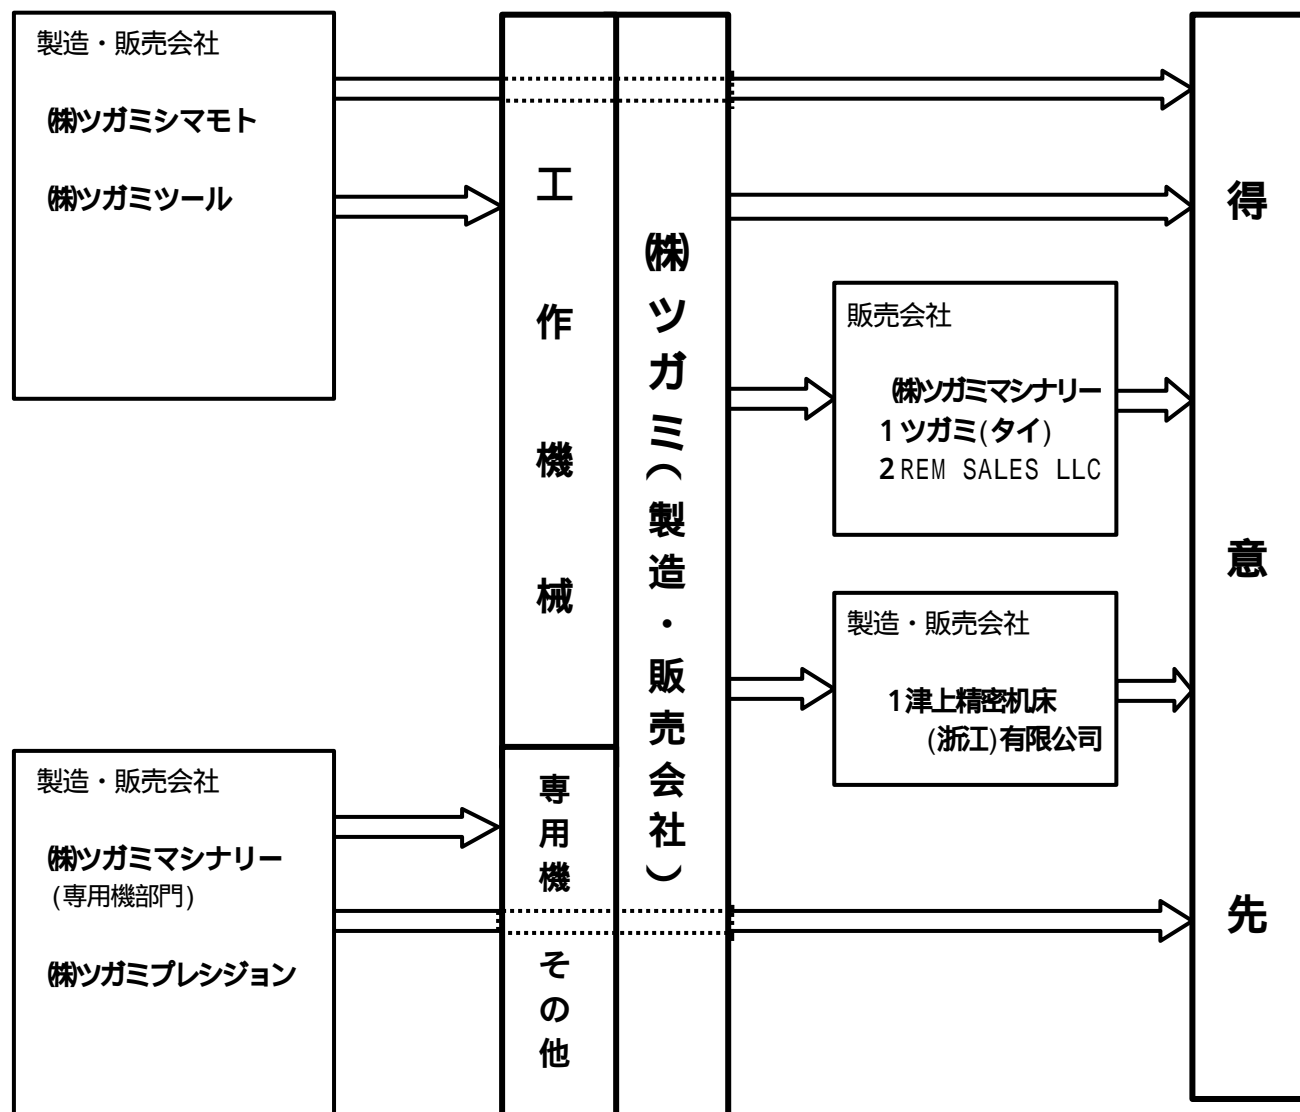 製造・販売会社
㈱ツガミシマモト
㈱ツガミツール
製造・販売会社
㈱ツガミマシナリー
(専用機部門)
㈱ツガミプレシジョン
工作機械
専用機
その他
㈱ツガミ(製造・販売会社)
販売会社
㈱ツガミマシナリー
1ツガミ(タイ)
2REM SALES LLC
製造・販売会社
1津上精密机床
(浙江)有限公司
得意先